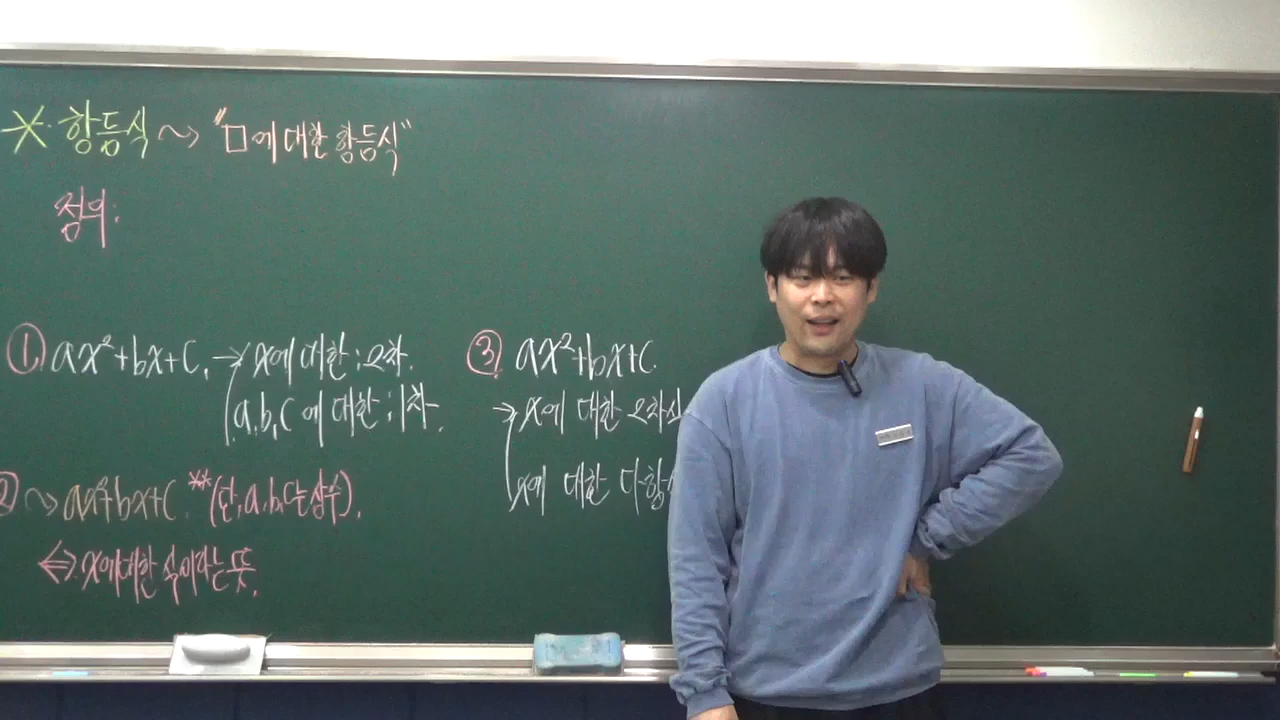 * 항등식 ~> "□에 대한 항등식"
정의:
① ax²+bx+c. → x에 대한 : 2차.
a,b,c 에 대한 : 1차.
② ~> ax²+bx+c. ** (단, a,b,c는 상수).
⇔ x에 대한 식이라는 뜻.
③ ax²+bx+c.
→ x에 대한 2차식
x에 대한 다항